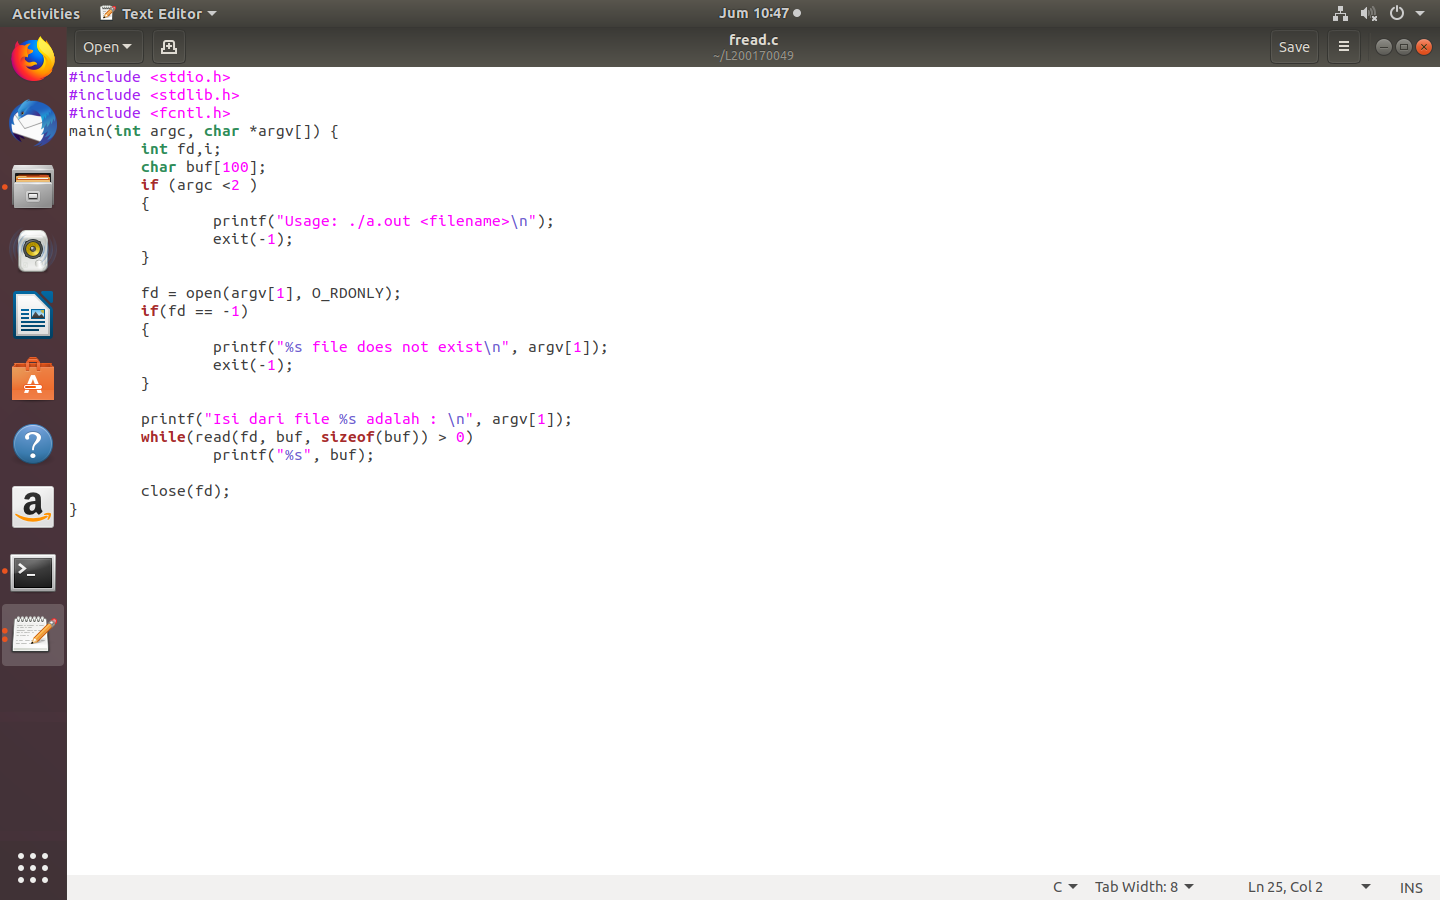 Activities Text Editor Jum 10:47
Open fread.c Save
~/L200170049
#include <stdio.h>
#include <stdlib.h>
#include <fcntl.h>
main(int argc, char *argv[]) {
        int fd,i;
        char buf[100];
        if (argc <2 )
        {
                printf("Usage: ./a.out <filename>\n");
                exit(-1);
        }

        fd = open(argv[1], O_RDONLY);
        if(fd == -1)
        {
                printf("%s file does not exist\n", argv[1]);
                exit(-1);
        }

        printf("Isi dari file %s adalah : \n", argv[1]);
        while(read(fd, buf, sizeof(buf)) > 0)
                printf("%s", buf);

        close(fd);
}
C Tab Width: 8 Ln 25, Col 2 INS